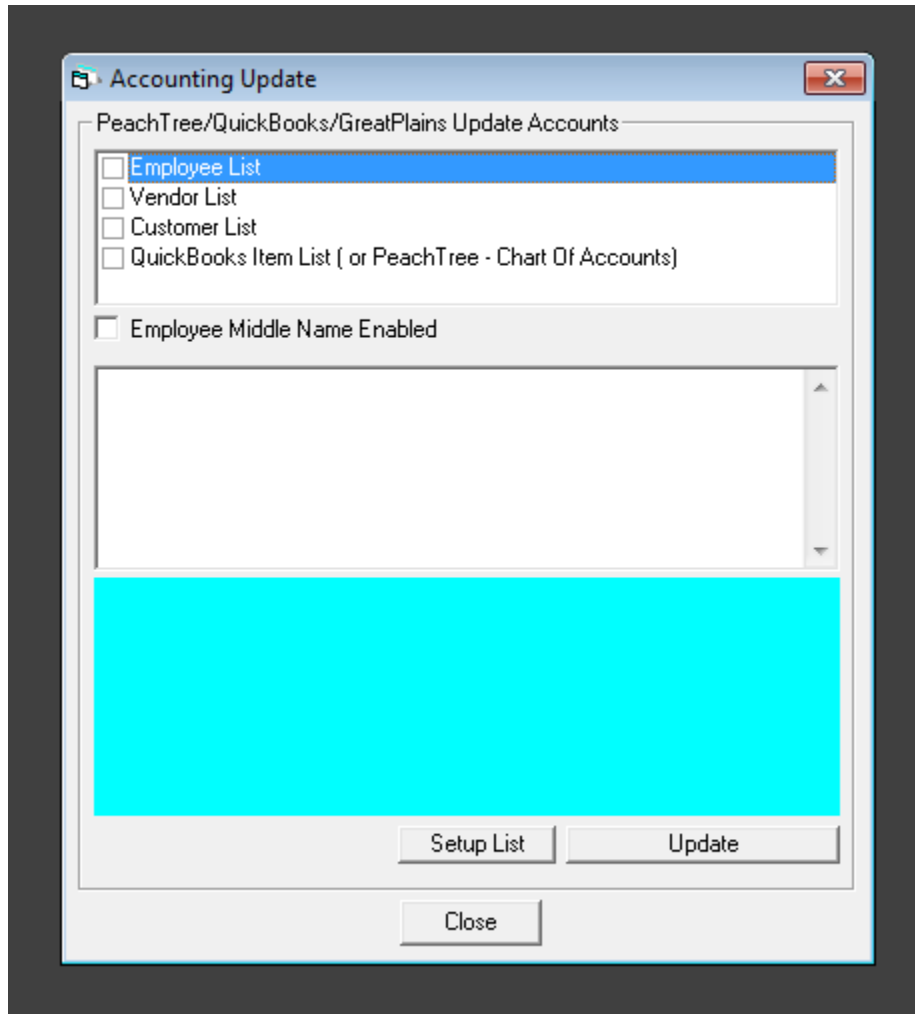 Accounting Update
PeachTree/QuickBooks/GreatPlains Update Accounts
Employee List
Vendor List
Customer List
QuickBooks Item List ( or PeachTree - Chart Of Accounts)
Employee Middle Name Enabled
Setup List
Update
Close